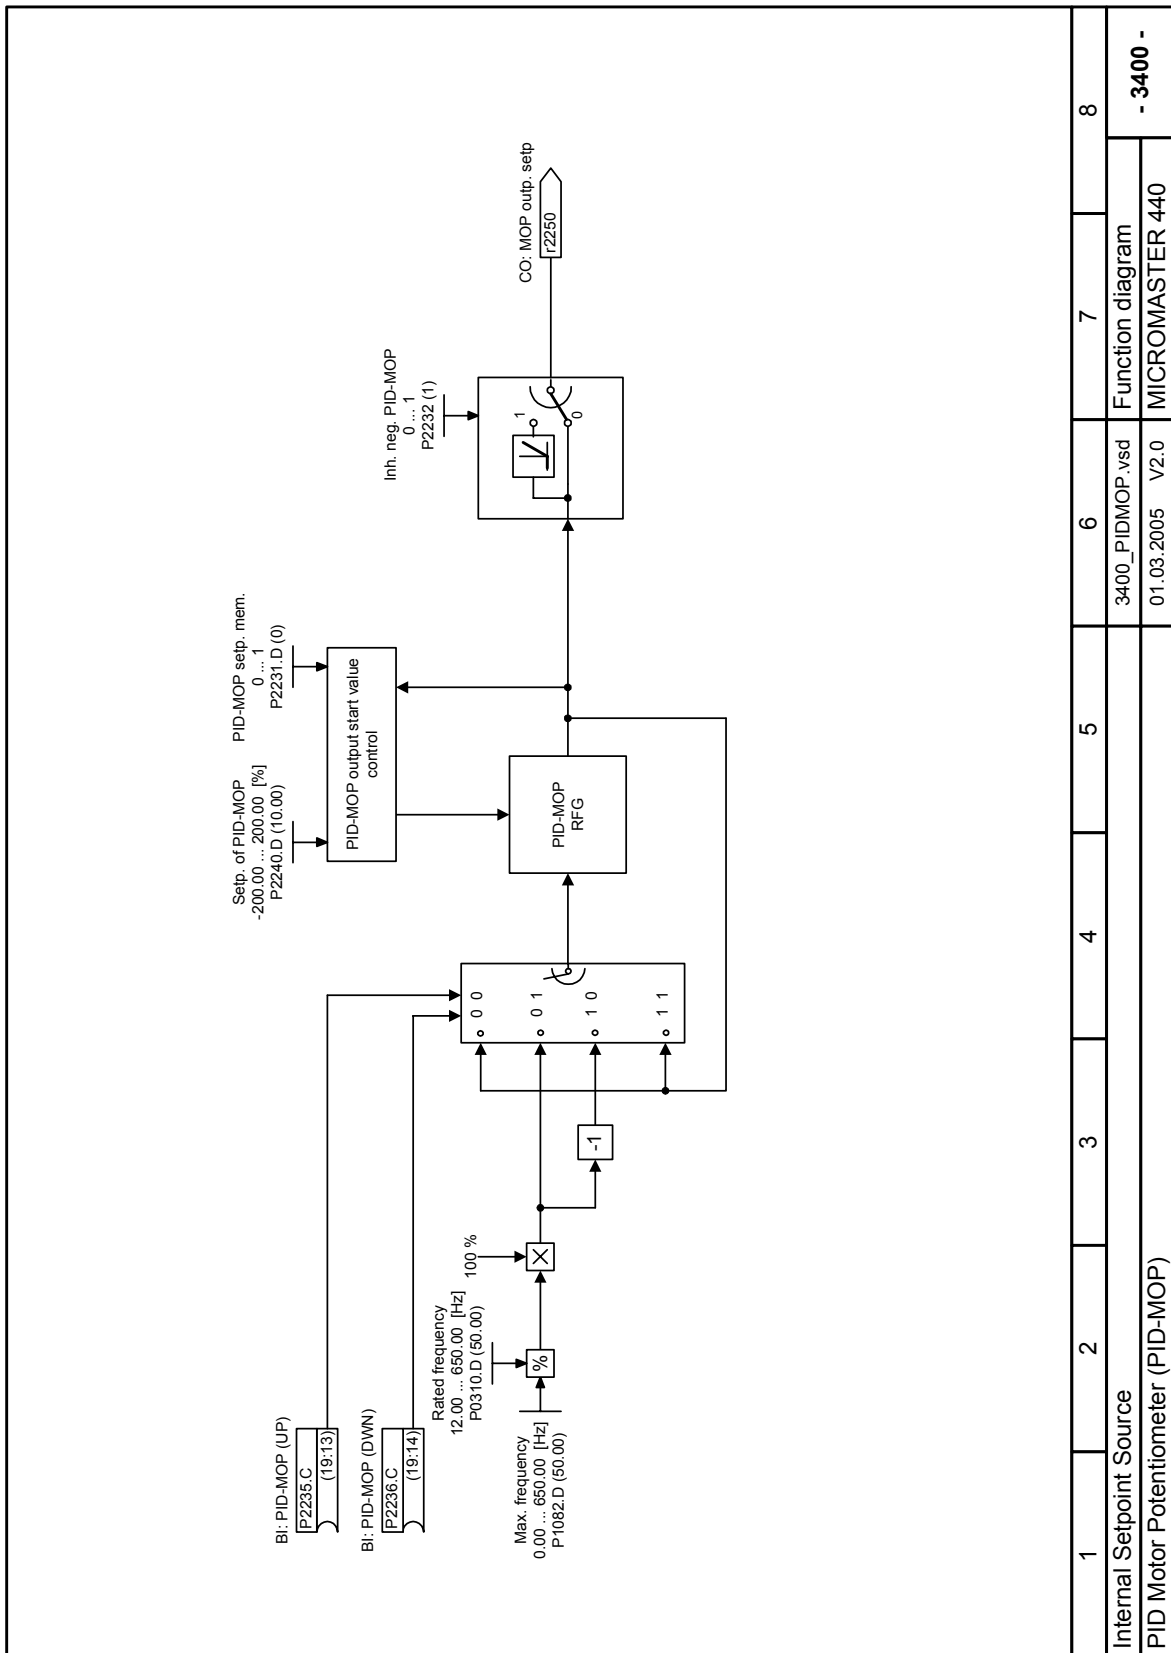 BI: PID-MOP (UP)
P2235.C
(19:13)
BI: PID-MOP (DWN)
P2236.C
(19:14)
Rated frequency
12.00 ... 650.00 [Hz]
P0310.D (50.00)
Max. frequency
0.00 ... 650.00 [Hz]
P1082.D (50.00)
%
100 %
X
-1
0 0
0 1
1 0
1 1
Setp. of PID-MOP
-200.00 ... 200.00 [%]
P2240.D (10.00)
PID-MOP setp. mem.
0 ... 1
P2231.D (0)
PID-MOP output start value
control
PID-MOP
RFG
Inh. neg. PID-MOP
0 ... 1
P2232 (1)
1
0
CO: MOP outp. setp
r2250
1 2 3 4 5 6 7 8
Internal Setpoint Source
3400_PIDMOP.vsd
Function diagram
- 3400 -
PID Motor Potentiometer (PID-MOP)
01.03.2005 V2.0
MICROMASTER 440